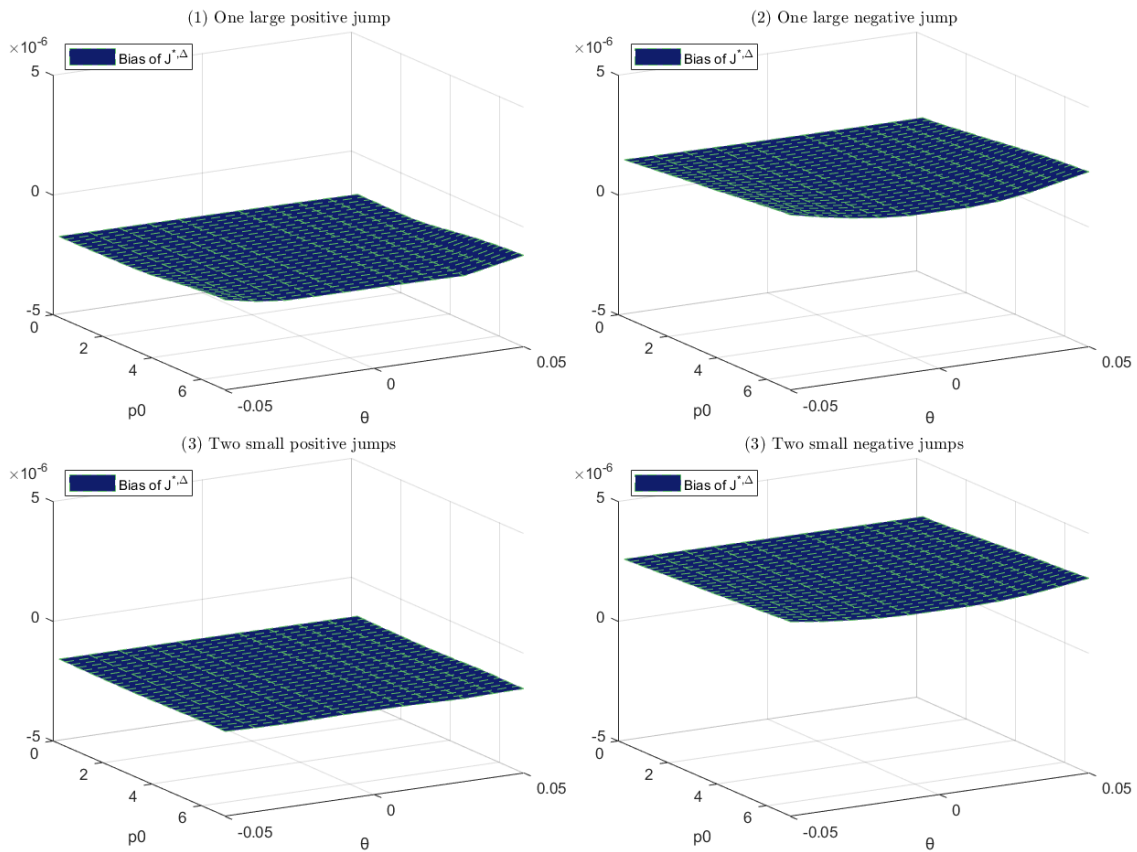 (1) One large positive jump
×10^-6
Bias of J^*,Δ
5
0
-5
0
2
4
6
p0
-0.05
0
0.05
θ
(2) One large negative jump
×10^-6
Bias of J^*,Δ
5
0
-5
0
2
4
6
p0
-0.05
0
0.05
θ
(3) Two small positive jumps
×10^-6
Bias of J^*,Δ
5
0
-5
0
2
4
6
p0
-0.05
0
0.05
θ
(3) Two small negative jumps
×10^-6
Bias of J^*,Δ
5
0
-5
0
2
4
6
p0
-0.05
0
0.05
θ